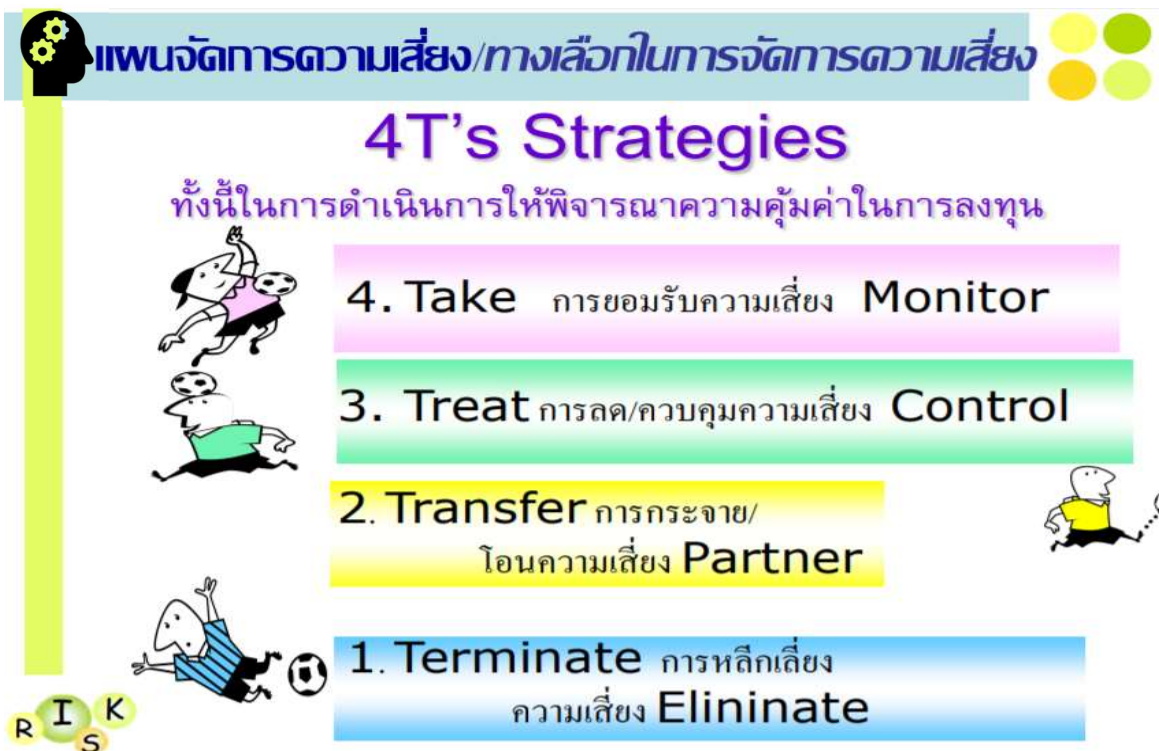 แผนจัดการความเสี่ยง/ทางเลือกในการจัดการความเสี่ยง
4T's Strategies
ทั้งนี้ในการดำเนินการให้พิจารณาความคุ้มค่าในการลงทุน
4. Take การยอมรับความเสี่ยง Monitor
3. Treat การลด/ควบคุมความเสี่ยง Control
2. Transfer การกระจาย/
โอนความเสี่ยง Partner
1. Terminate การหลีกเลี่ยง
ความเสี่ยง Elininate
R I S K